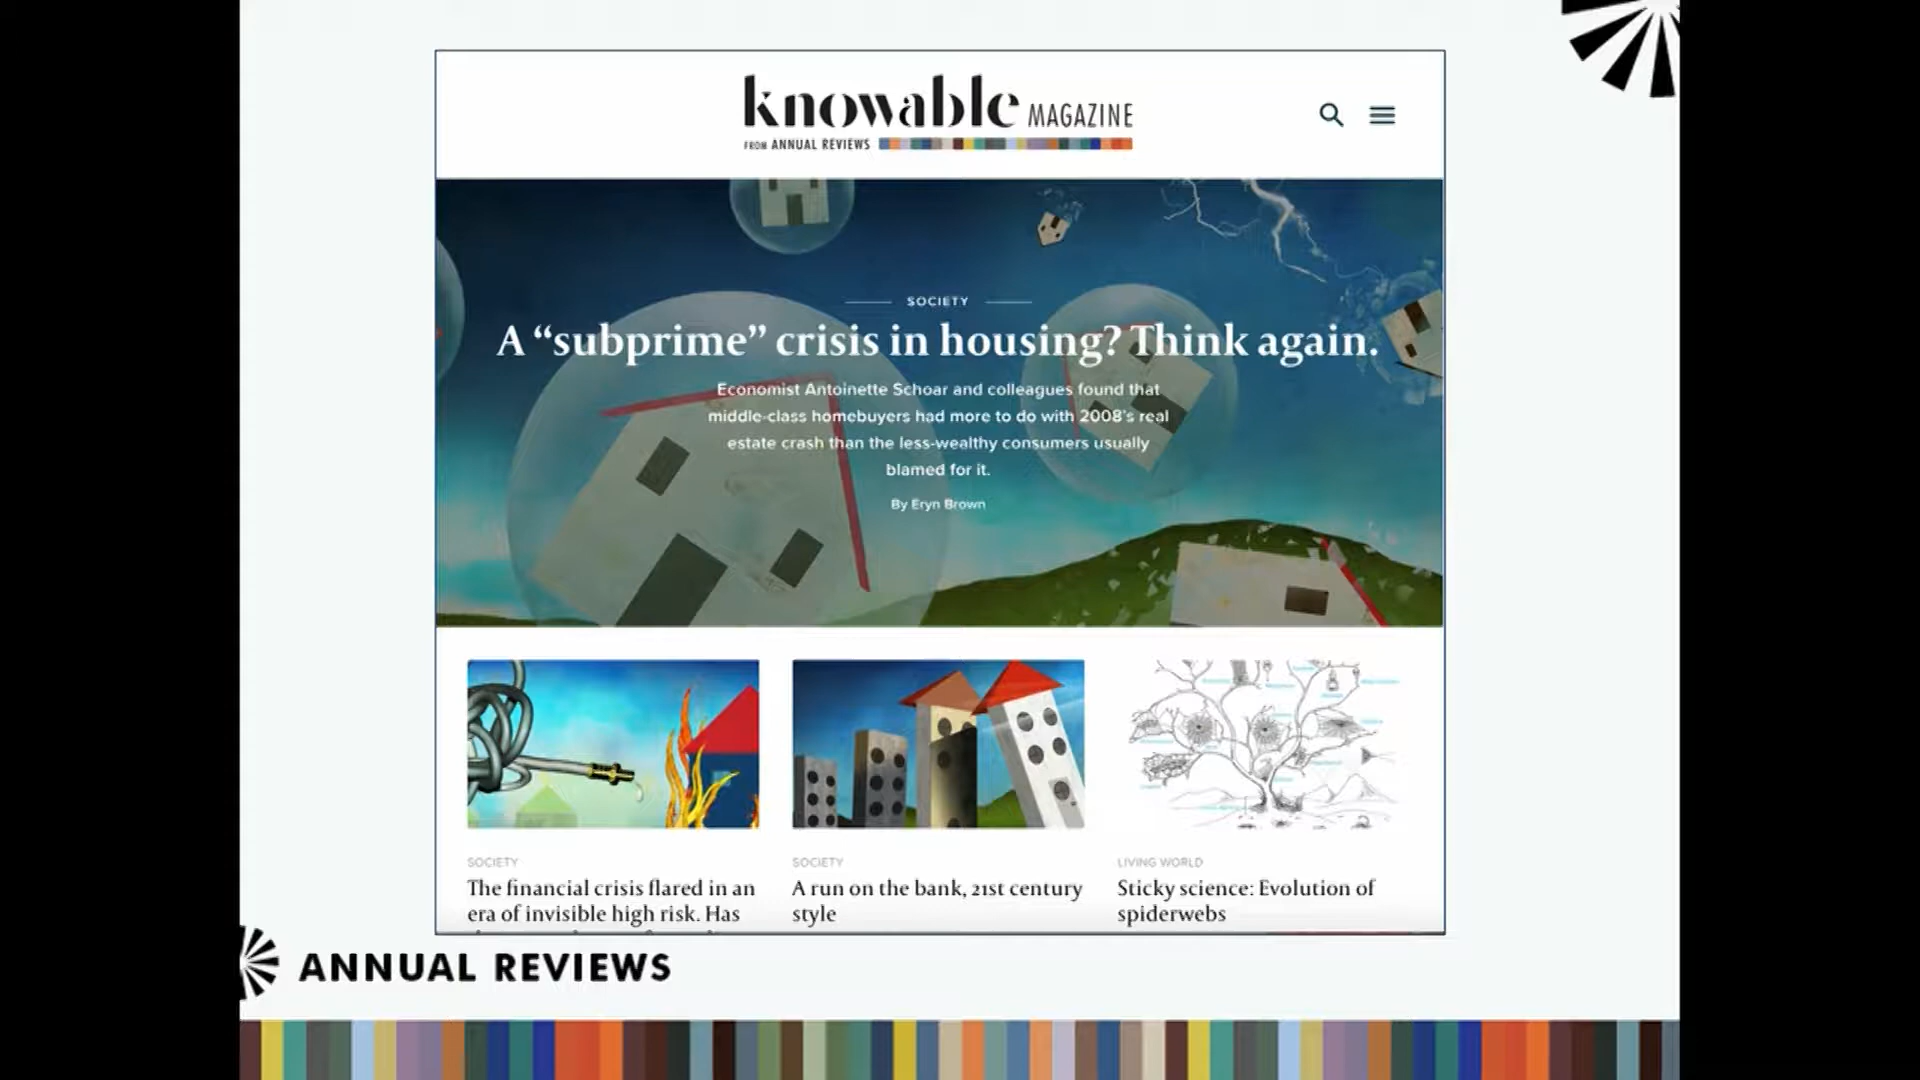 knowable MAGAZINE
FROM ANNUAL REVIEWS
SOCIETY
A “subprime” crisis in housing? Think again.
Economist Antoinette Schoar and colleagues found that
middle-class homebuyers had more to do with 2008’s real
estate crash than the less-wealthy consumers usually
blamed for it.
By Eryn Brown
SOCIETY
The financial crisis flared in an
era of invisible high risk. Has
SOCIETY
A run on the bank, 21st century
style
LIVING WORLD
Sticky science: Evolution of
spiderwebs
ANNUAL REVIEWS